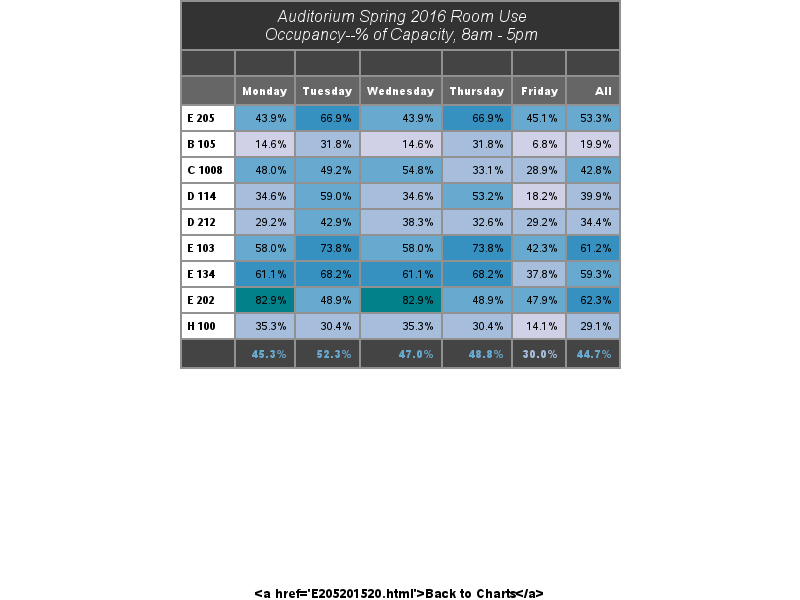 Auditorium Spring 2016 Room Use
Occupancy--% of Capacity, 8am - 5pm
Monday Tuesday Wednesday Thursday Friday All
E 205 43.9% 66.9% 43.9% 66.9% 45.1% 53.3%
B 105 14.6% 31.8% 14.6% 31.8% 6.8% 19.9%
C 1008 48.0% 49.2% 54.8% 33.1% 28.9% 42.8%
D 114 34.6% 59.0% 34.6% 53.2% 18.2% 39.9%
D 212 29.2% 42.9% 38.3% 32.6% 29.2% 34.4%
E 103 58.0% 73.8% 58.0% 73.8% 42.3% 61.2%
E 134 61.1% 68.2% 61.1% 68.2% 37.8% 59.3%
E 202 82.9% 48.9% 82.9% 48.9% 47.9% 62.3%
H 100 35.3% 30.4% 35.3% 30.4% 14.1% 29.1%
45.3% 52.3% 47.0% 48.8% 30.0% 44.7%
<a href='E205201520.html'>Back to Charts</a>